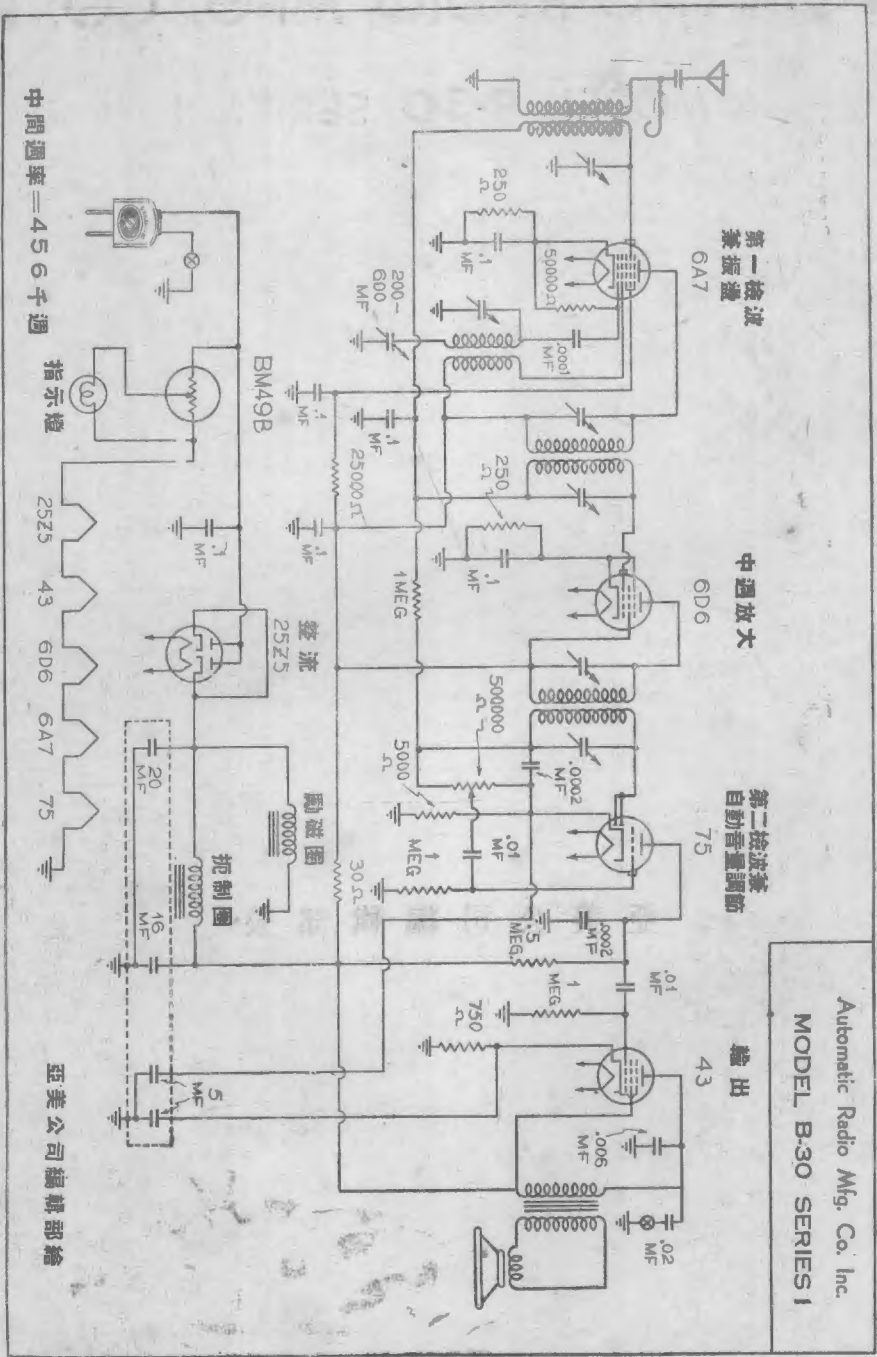 Automatic Radio Mfg. Co. Inc.
MODEL B-30 SERIES 1
第一檢波
兼振盪
6A7
中週放大
6D6
第二檢波兼
自動音量調節
75
輸出
43
250
Ω
.1
MF
50000Ω
200-
600
MF
.0001
MF
.1
MF
.1
MF
25000Ω
.1
MF
250
Ω
.1
MF
1MEG
500000
Ω
5000
Ω
.0002
MF
.01
MF
1
MEG
.0002
MF
.5
MEG.
.01
MF
1
MEG
750
Ω
.006
MF
.02
MF
30Ω
BM49B
指示燈
.1
MF
整流
25Z5
勵磁圈
扼制圈
20
MF
16
MF
5
MF
25Z5
43
6D6
6A7
75
中間週率=456千週
亞美公司編輯部繪